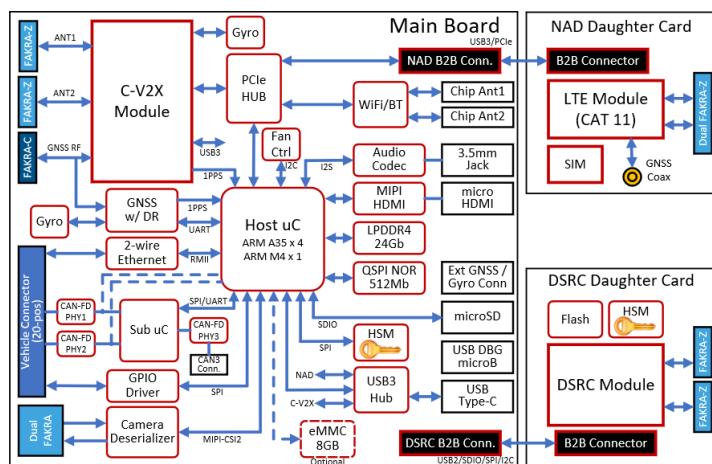 Main Board
USB3/PCIe
NAD Daughter Card
FAKRA-Z
ANT1
C-V2X
Module
Gyro
PCIe
HUB
NAD B2B Conn.
B2B Connector
FAKRA-Z
ANT2
WiFi/BT
Chip Ant1
Chip Ant2
LTE Module
(CAT 11)
Dual FAKRA-Z
FAKRA-C
GNSS RF
USB3
1PPS
Fan
Ctrl
I2C
I2S
Audio
Codec
3.5mm
Jack
SIM
GNSS
Coax
Gyro
GNSS
w/ DR
1PPS
UART
Host uC
ARM A35 x 4
ARM M4 x 1
MIPI
HDMI
micro
HDMI
2-wire
Ethernet
RMII
LPDDR4
24Gb
QSPI NOR
512Mb
Ext GNSS /
Gyro Conn
DSRC Daughter Card
Vehicle Connector
(20-pos)
CAN-FD
PHY1
CAN-FD
PHY2
Sub uC
SPI/UART
CAN-FD
PHY3
CAN3
Conn.
SDIO
microSD
Flash
HSM
SPI
HSM
USB DBG
microB
DSRC Module
FAKRA-Z
FAKRA-Z
GPIO
Driver
SPI
NAD
C-V2X
USB3
Hub
USB
Type-C
Dual
FAKRA
Camera
Deserializer
MIPI-CSI2
eMMC
8GB
Optional
DSRC B2B Conn.
USB2/SDIO/SPI/I2C
B2B Connector